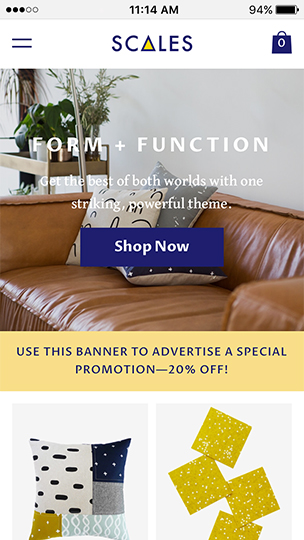 11:14 AM 94%
SCALES
0
FORM + FUNCTION
Get the best of both worlds with one
striking, powerful theme.
Shop Now
USE THIS BANNER TO ADVERTISE A SPECIAL
PROMOTION—20% OFF!